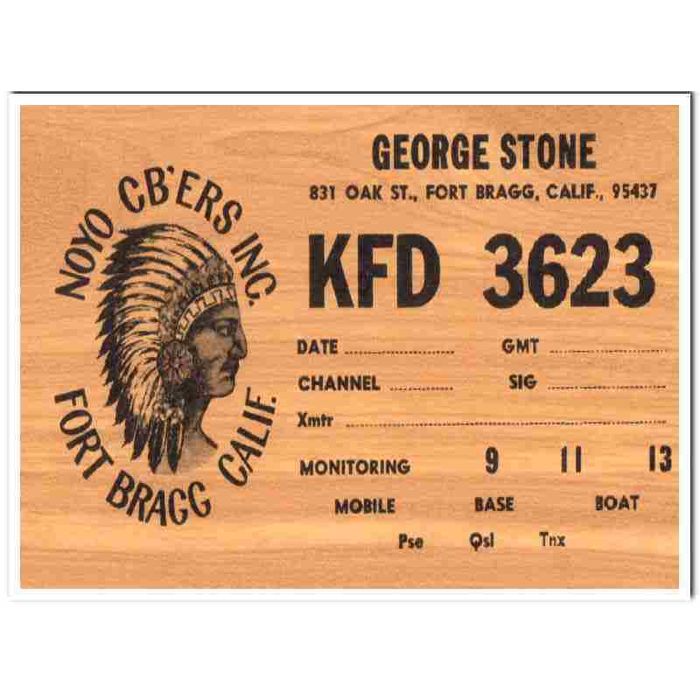 NOYO CB'ERS INC.
FORT BRAGG CALIF.
GEORGE STONE
831 OAK ST., FORT BRAGG, CALIF., 95437
KFD 3623
DATE ........................ GMT ........................
CHANNEL .............. SIG ........................
Xmtr ................................................................
MONITORING 9 11 13
MOBILE BASE BOAT
Pse Qsl Tnx